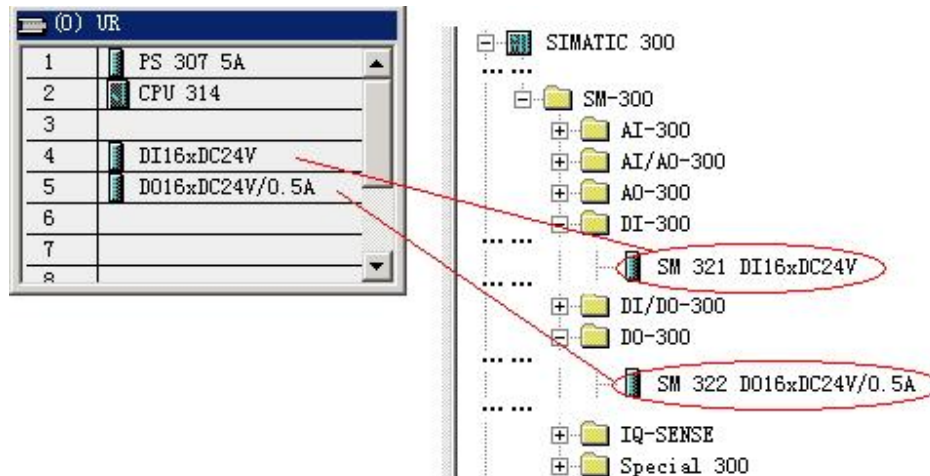 (0) UR
1 PS 307 5A
2 CPU 314
3
4 DI16xDC24V
5 DO16xDC24V/0.5A
6
7
8
SIMATIC 300
... ...
SM-300
AI-300
AI/AO-300
AO-300
DI-300
... ...
SM 321 DI16xDC24V
... ...
DI/DO-300
DO-300
... ...
SM 322 DO16xDC24V/0.5A
... ...
IQ-SENSE
Special 300